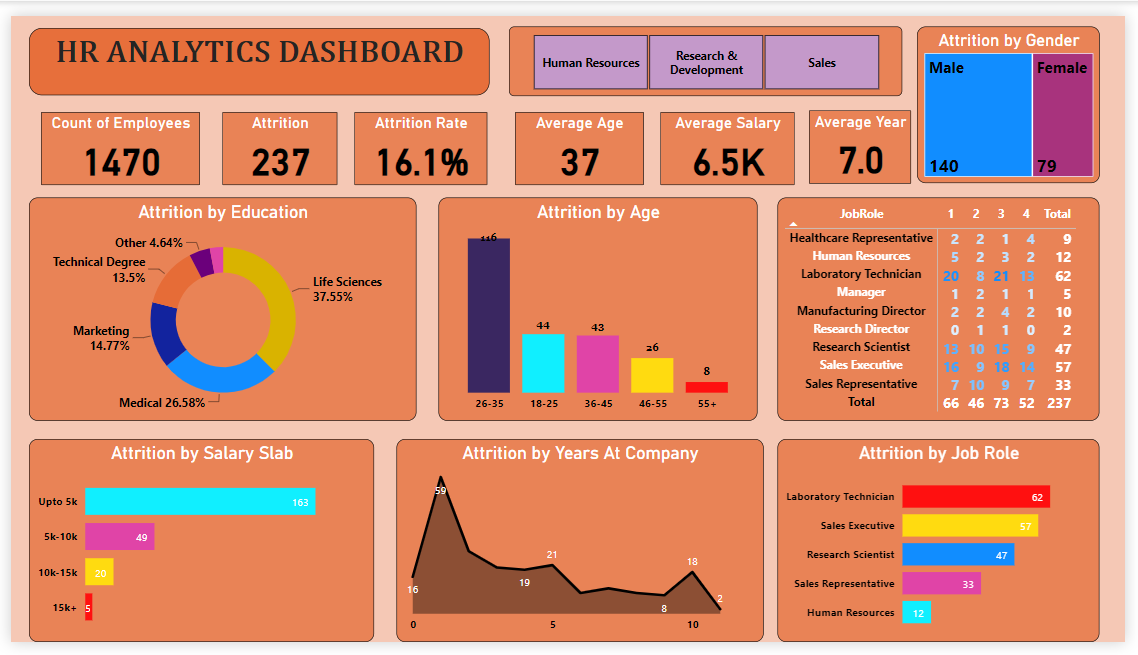 HR ANALYTICS DASHBOARD
Human Resources
Research &
Development
Sales
Attrition by Gender
Male
Female
140
79
Count of Employees
1470
Attrition
237
Attrition Rate
16.1%
Average Age
37
Average Salary
6.5K
Average Year
7.0
Attrition by Education
Other 4.64%
Technical Degree
13.5%
Life Sciences
37.55%
Marketing
14.77%
Medical 26.58%
Attrition by Age
116
44
43
26
8
26-35 18-25 36-45 46-55 55+
JobRole 1 2 3 4 Total
Healthcare Representative 2 2 1 4 9
Human Resources 5 2 3 2 12
Laboratory Technician 20 8 21 13 62
Manager 1 2 1 1 5
Manufacturing Director 2 2 4 2 10
Research Director 0 1 1 0 2
Research Scientist 13 10 15 9 47
Sales Executive 16 9 18 14 57
Sales Representative 7 10 9 7 33
Total 66 46 73 52 237
Attrition by Salary Slab
Upto 5k 163
5k-10k 49
10k-15k 20
15k+ 5
Attrition by Years At Company
59
16
19
21
8
18
2
0 5 10
Attrition by Job Role
Laboratory Technician 62
Sales Executive 57
Research Scientist 47
Sales Representative 33
Human Resources 12